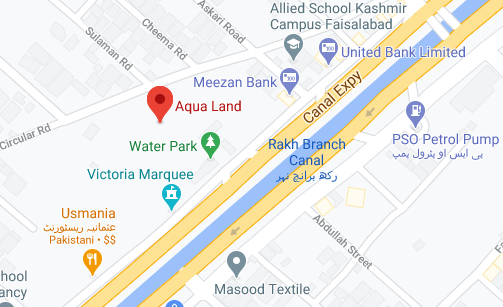 Allied School Kashmir
Campus Faisalabad
Askari Road
Cheema Rd
Sulaman Rd
United Bank Limited
Meezan Bank
Canal Expy
Aqua Land
Circular Rd
Water Park
Rakh Branch
Canal
رکھ برانچ نہر
PSO Petrol Pump
پی ایس او پٹرول پمپ
Victoria Marquee
Usmania
عثمانیہ ریسٹورنٹ
Pakistani • $$
Abdullah Street
chool
ancy
Masood Textile